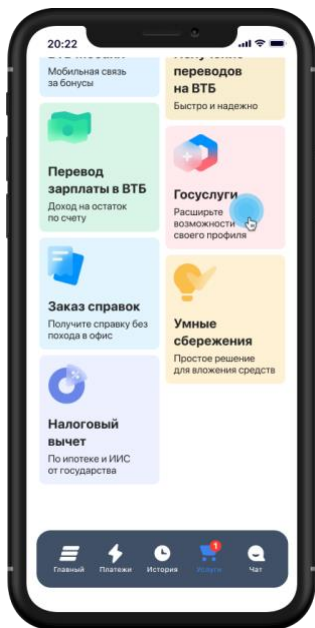 20:22
Мобильная связь
за бонусы
переводов
на ВТБ
Быстро и надежно
Перевод
зарплаты в ВТБ
Доход на остаток
по счету
Госуслуги
Расширьте
возможности
своего профиля
Заказ справок
Получите справку без
похода в офис
Умные
сбережения
Простое решение
для вложения средств
Налоговый
вычет
По ипотеке и ИИС
от государства
1
Главный
Платежи
История
Услуги
Чат